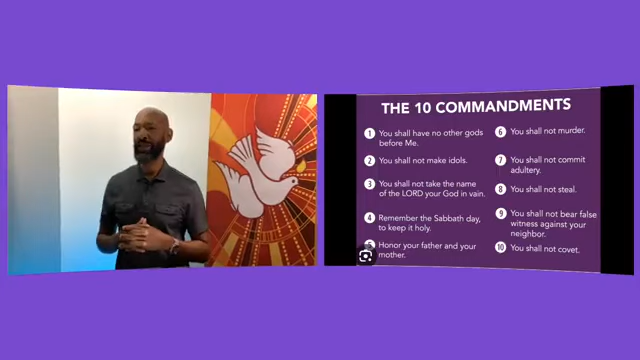 THE 10 COMMANDMENTS
1 You shall have no other gods
before Me.
2 You shall not make idols.
3 You shall not take the name
of the LORD your God in vain.
4 Remember the Sabbath day,
to keep it holy.
5 Honor your father and your
mother.
6 You shall not murder.
7 You shall not commit
adultery.
8 You shall not steal.
9 You shall not bear false
witness against your
neighbor.
10 You shall not covet.